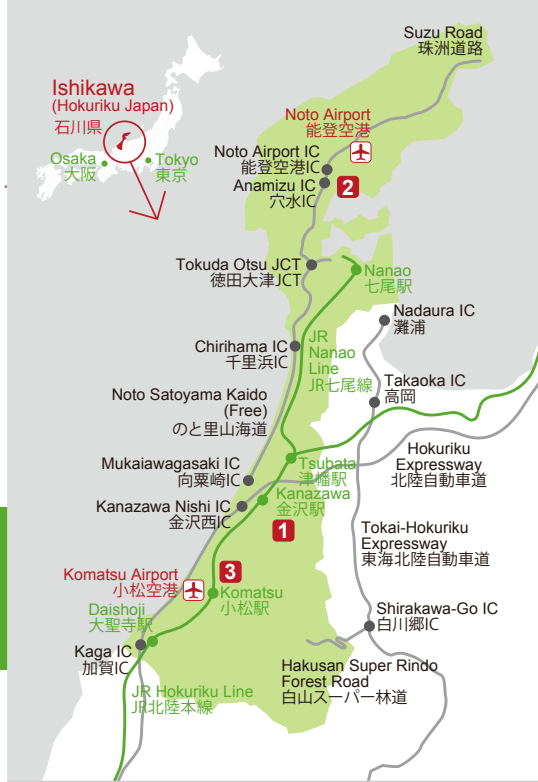 Suzu Road
珠洲道路
Ishikawa
(Hokuriku Japan)
石川県
Osaka
大阪
Tokyo
東京
Noto Airport
能登空港
Noto Airport IC
能登空港IC
Anamizu IC
穴水IC
2
Tokuda Otsu JCT
徳田大津JCT
Nanao
七尾駅
Nadaura IC
灘浦
Chirihama IC
千里浜IC
JR
Nanao
Line
JR七尾線
Takaoka IC
高岡
Noto Satoyama Kaido
(Free)
のと里山海道
Mukaiawagasaki IC
向粟崎IC
Tsubata
津幡駅
Hokuriku
Expressway
北陸自動車道
Kanazawa Nishi IC
金沢西IC
Kanazawa
金沢駅
1
Tokai-Hokuriku
Expressway
東海北陸自動車道
3
Komatsu Airport
小松空港
Komatsu
小松駅
Daishoji
大聖寺駅
Kaga IC
加賀IC
Shirakawa-Go IC
白川郷IC
Hakusan Super Rindo
Forest Road
白山スーパー林道
JR Hokuriku Line
JR北陸本線